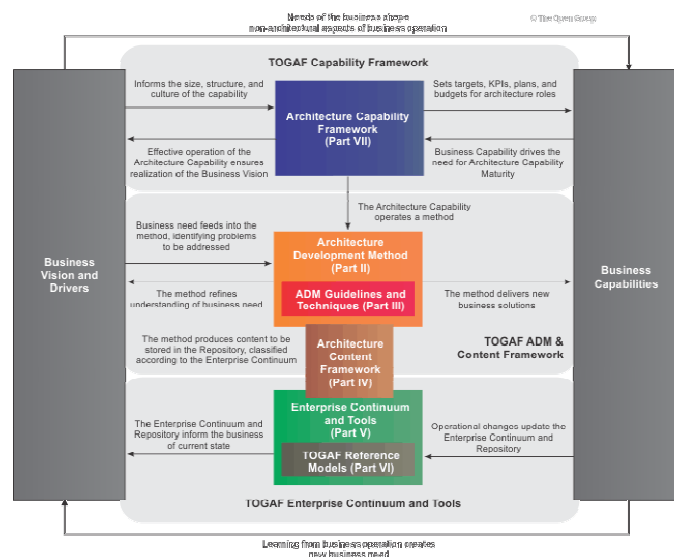 Needs of the business shape
non-architectural aspects of business operation
© The Open Group
TOGAF Capability Framework
Informs the size, structure, and
culture of the capability
Sets targets, KPIs, plans, and
budgets for architecture roles
Architecture Capability
Framework
(Part VII)
Effective operation of the
Architecture Capability ensures
realization of the Business Vision
Business Capability drives the
need for Architecture Capability
Maturity
The Architecture Capability
operates a method
Business need feeds into the
method, identifying problems
to be addressed
Architecture
Development Method
(Part II)
Business
Vision and
Drivers
Business
Capabilities
ADM Guidelines and
Techniques (Part III)
The method refines
understanding of business need
The method delivers new
business solutions
The method produces content to be
stored in the Repository, classified
according to the Enterprise Continuum
Architecture
Content
Framework
(Part IV)
TOGAF ADM &
Content Framework
Enterprise Continuum
and Tools
(Part V)
The Enterprise Continuum and
Repository inform the business
of current state
Operational changes update the
Enterprise Continuum and
Repository
TOGAF Reference
Models (Part VI)
TOGAF Enterprise Continuum and Tools
Learning from business operation creates
new business need